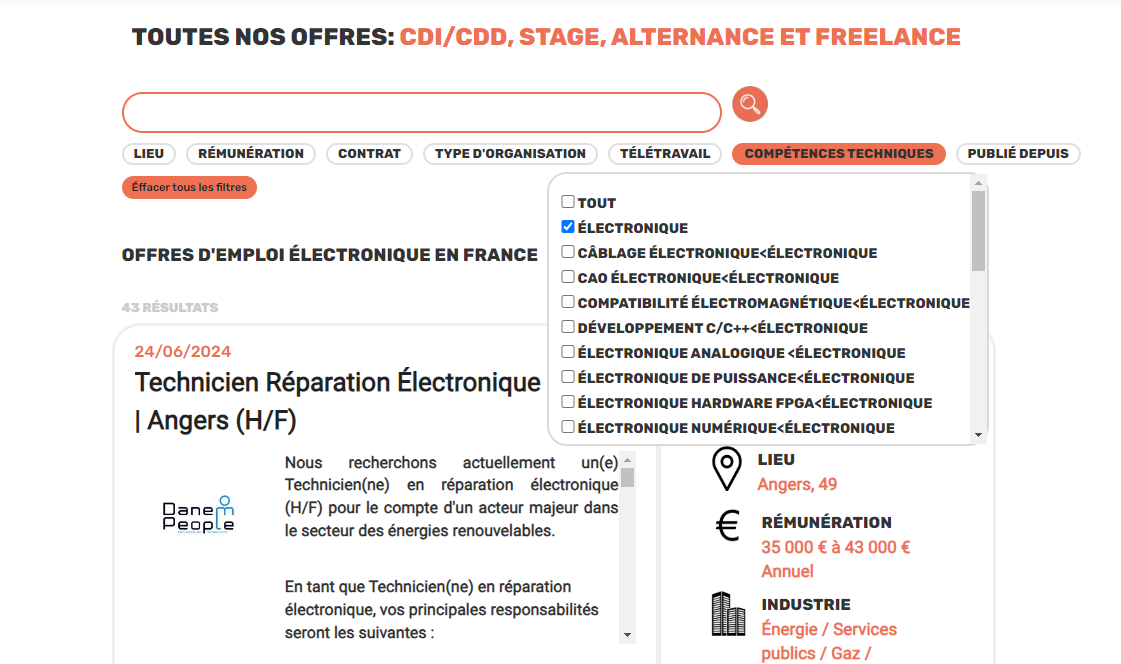 TOUTES NOS OFFRES: CDI/CDD, STAGE, ALTERNANCE ET FREELANCE
LIEU
RÉMUNÉRATION
CONTRAT
TYPE D'ORGANISATION
TÉLÉTRAVAIL
COMPÉTENCES TECHNIQUES
PUBLIÉ DEPUIS
Éffacer tous les filtres
TOUT
ÉLECTRONIQUE
CÂBLAGE ÉLECTRONIQUE<ÉLECTRONIQUE
CAO ÉLECTRONIQUE<ÉLECTRONIQUE
COMPATIBILITÉ ÉLECTROMAGNÉTIQUE<ÉLECTRONIQUE
DÉVELOPPEMENT C/C++<ÉLECTRONIQUE
ÉLECTRONIQUE ANALOGIQUE <ÉLECTRONIQUE
ÉLECTRONIQUE DE PUISSANCE<ÉLECTRONIQUE
ÉLECTRONIQUE HARDWARE FPGA<ÉLECTRONIQUE
ÉLECTRONIQUE NUMÉRIQUE<ÉLECTRONIQUE
OFFRES D'EMPLOI ÉLECTRONIQUE EN FRANCE
43 RÉSULTATS
24/06/2024
Technicien Réparation Électronique
| Angers (H/F)
Dane
People
Nous recherchons actuellement un(e)
Technicien(ne) en réparation électronique
(H/F) pour le compte d'un acteur majeur dans
le secteur des énergies renouvelables.
En tant que Technicien(ne) en réparation
électronique, vos principales responsabilités
seront les suivantes :
LIEU
Angers, 49
RÉMUNÉRATION
35 000 € à 43 000 €
Annuel
INDUSTRIE
Énergie / Services
publics / Gaz /